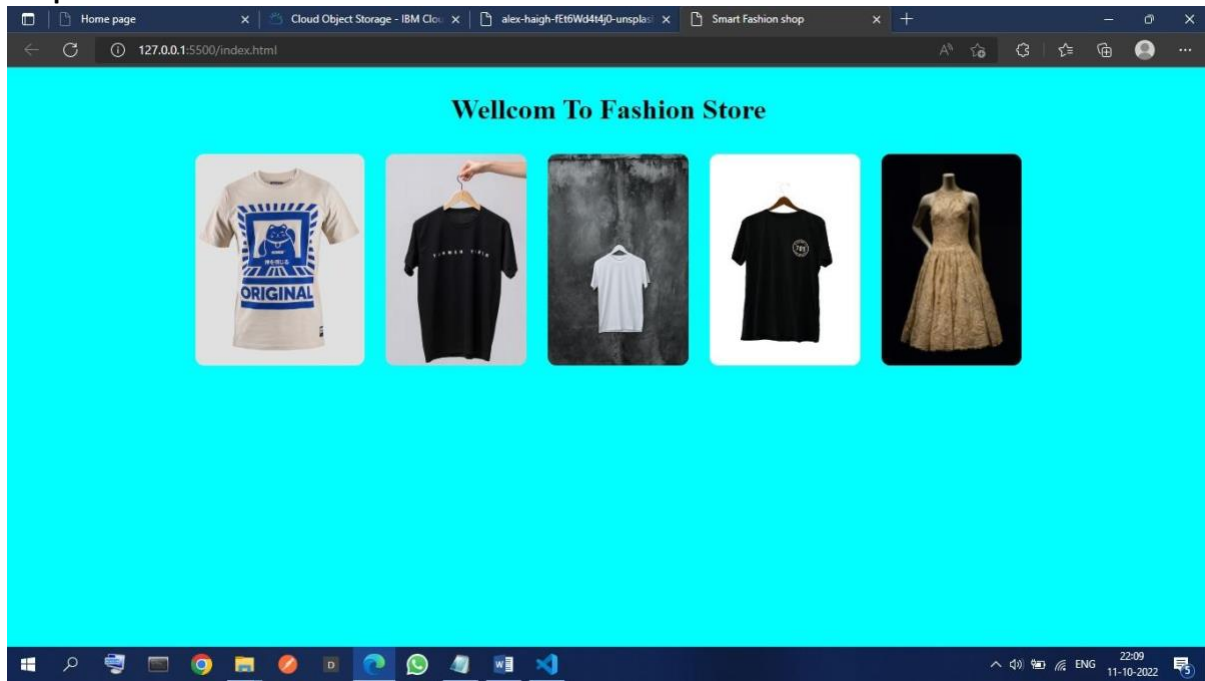 Home page
Cloud Object Storage - IBM Clou
alex-haigh-fEt6Wd4t4j0-unsplas
Smart Fashion shop
127.0.0.1:5500/index.html
Wellcom To Fashion Store
ORIGINAL
ENG
22:09
11-10-2022
5